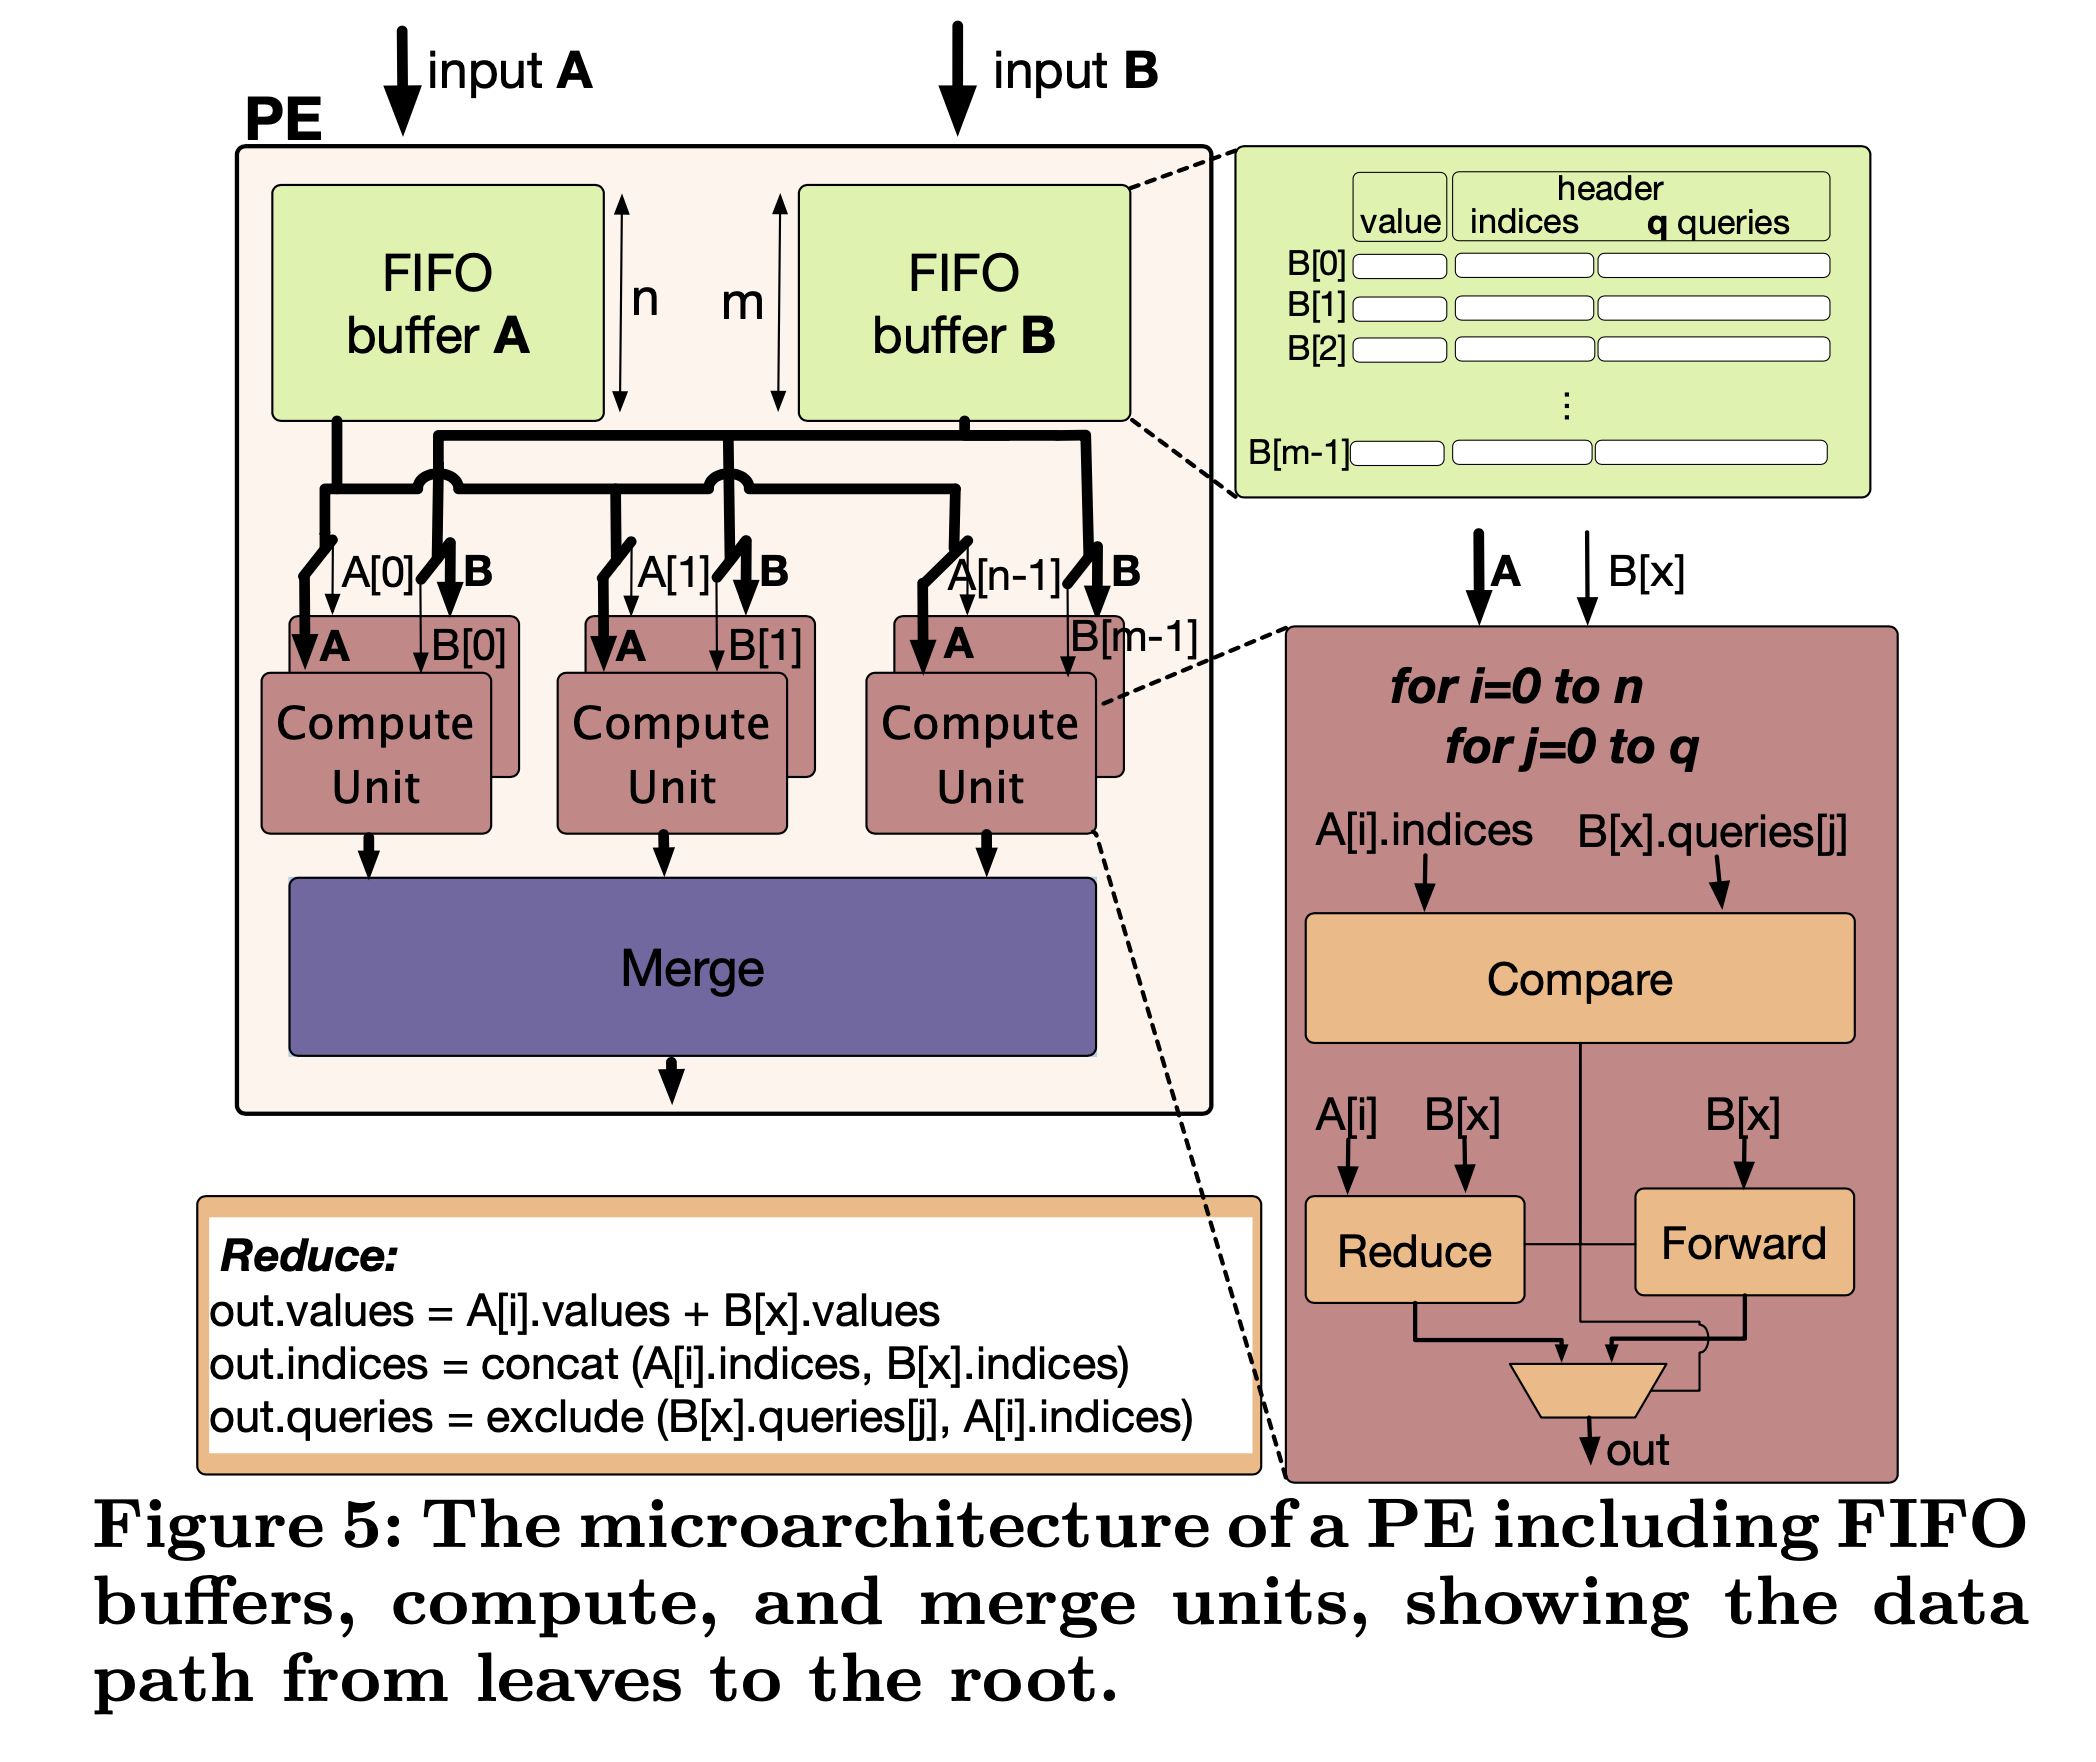 input A
input B
PE
FIFO
buffer A
n
m
FIFO
buffer B
value
header
indices
q queries
B[0]
B[1]
B[2]
⋮
B[m-1]
A[0]
B
A[1]
B
A[n-1]
B
A
B[0]
A
B[1]
A
B[m-1]
Compute
Unit
Compute
Unit
Compute
Unit
Merge
A
B[x]
for i=0 to n
for j=0 to q
A[i].indices
B[x].queries[j]
Compare
A[i]
B[x]
B[x]
Reduce
Forward
out
Reduce:
out.values = A[i].values + B[x].values
out.indices = concat (A[i].indices, B[x].indices)
out.queries = exclude (B[x].queries[j], A[i].indices)
Figure 5: The microarchitecture of a PE including FIFO
buffers, compute, and merge units, showing the data
path from leaves to the root.